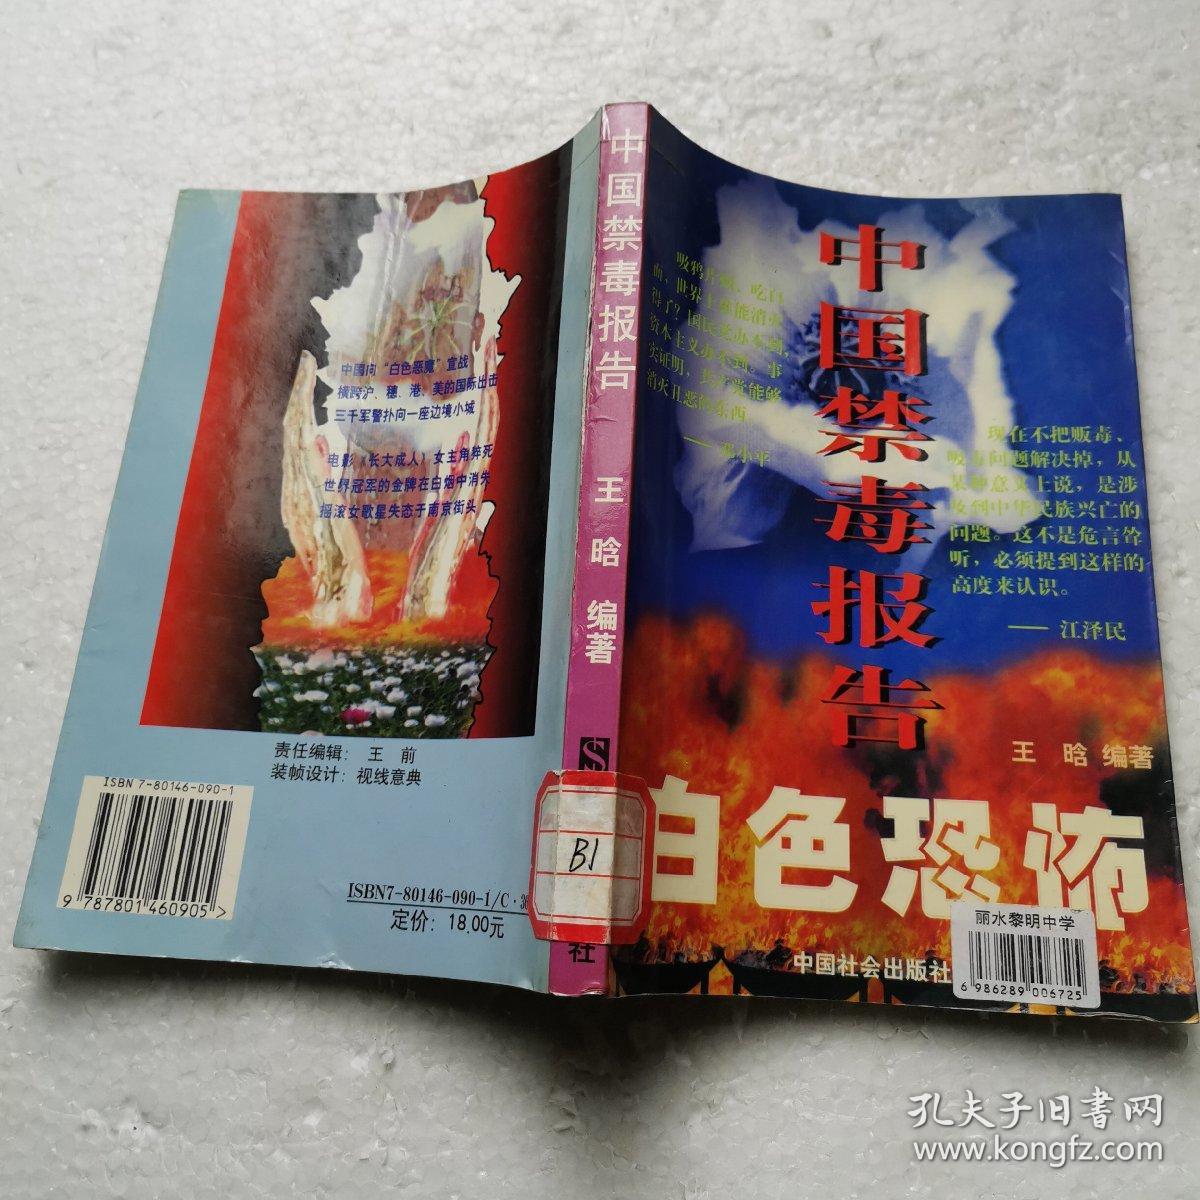 中国向“白色恶魔”宣战
横跨沪、穗、港、美的国际出击
三千军警扑向一座边境小城
电影《长大成人》女主角猝死
世界冠军的金牌在白烟中消失
摇滚女歌星失态于南京街头
责任编辑：王 前
装帧设计：视线意典
ISBN 7-80146-090-1
9 787801 460905 >
ISBN7-80146-090-1/C·
定价：18.00元
中国禁毒报告
王晗 编著
S
B1
社
吸鸦片烟、吃白
面，世界上谁能消灭
得了？国民党办不到，
资本主义办不到。事
实证明，共产党能够
消灭丑恶的东西。
——邓小平
中国禁毒报告
现在不把贩毒、
吸毒问题解决掉，从
某种意义上说，是涉
及到中华民族兴亡的
问题。这不是危言耸
听，必须提到这样的
高度来认识。
——江泽民
王 晗 编著
白色恐怖
中国社会出版社
丽水黎明中学
6 986289 006725
孔夫子旧书网
www.kongfz.com